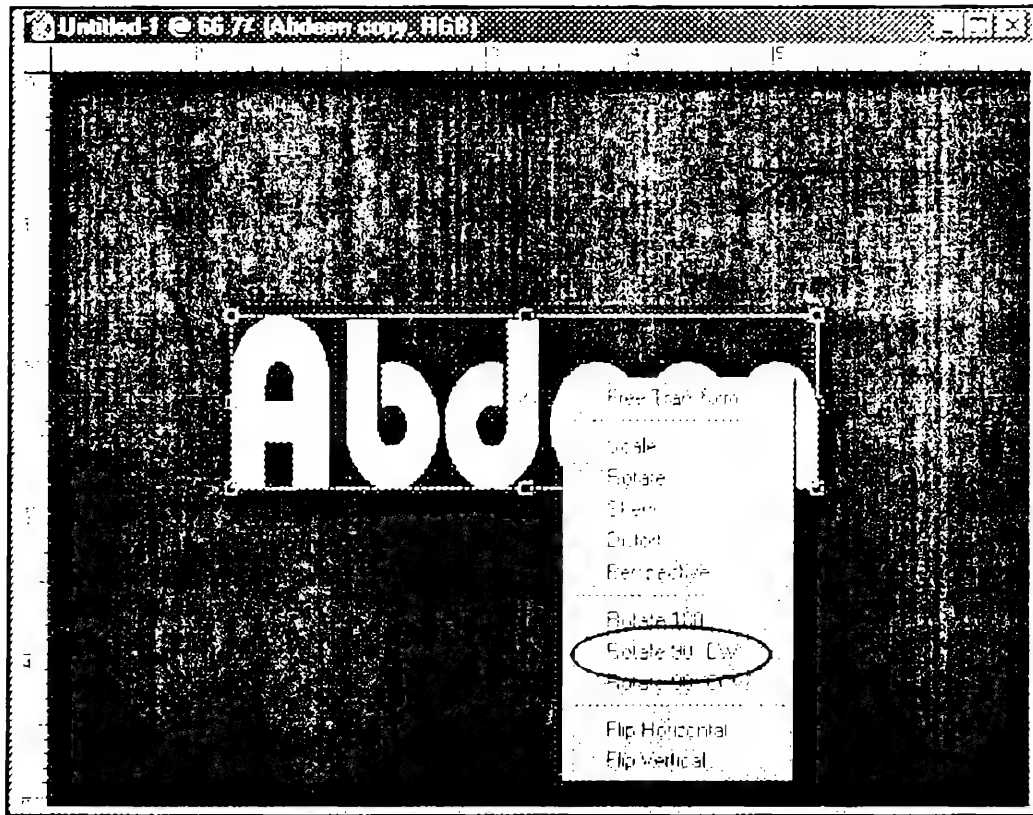 Untitled-1 @ 66.7% (Abdeen copy, RGB)
Abdeen
Free Transform
Scale
Rotate
Skew
Distort
Perspective
Rotate 180
Rotate 90 CW
Flip Horizontal
Flip Vertical